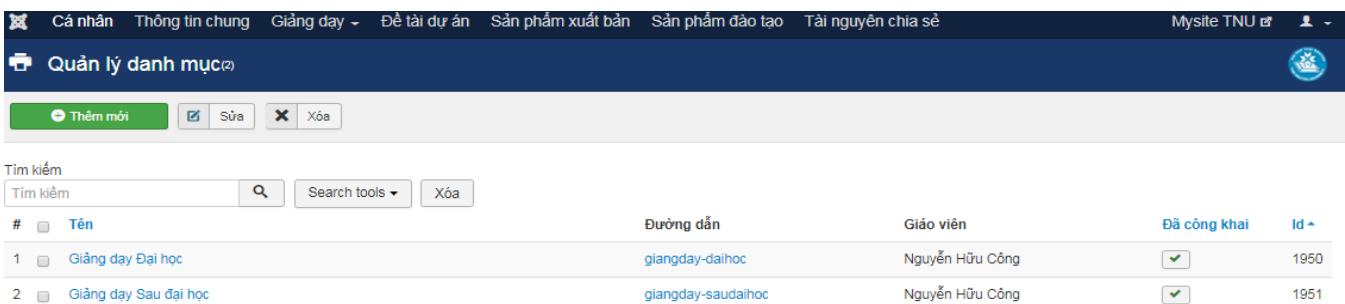 Cá nhân Thông tin chung Giảng dạy Đề tài dự án Sản phẩm xuất bản Sản phẩm đào tạo Tài nguyên chia sẻ Mysite TNU
Quản lý danh mục(2)
Thêm mới Sửa Xóa
Tìm kiếm
Tìm kiếm Search tools Xóa
# Tên Đường dẫn Giáo viên Đã công khai Id
1 Giảng dạy Đại học giangday-daihoc Nguyễn Hữu Công 1950
2 Giảng dạy Sau đại học giangday-saudaihoc Nguyễn Hữu Công 1951